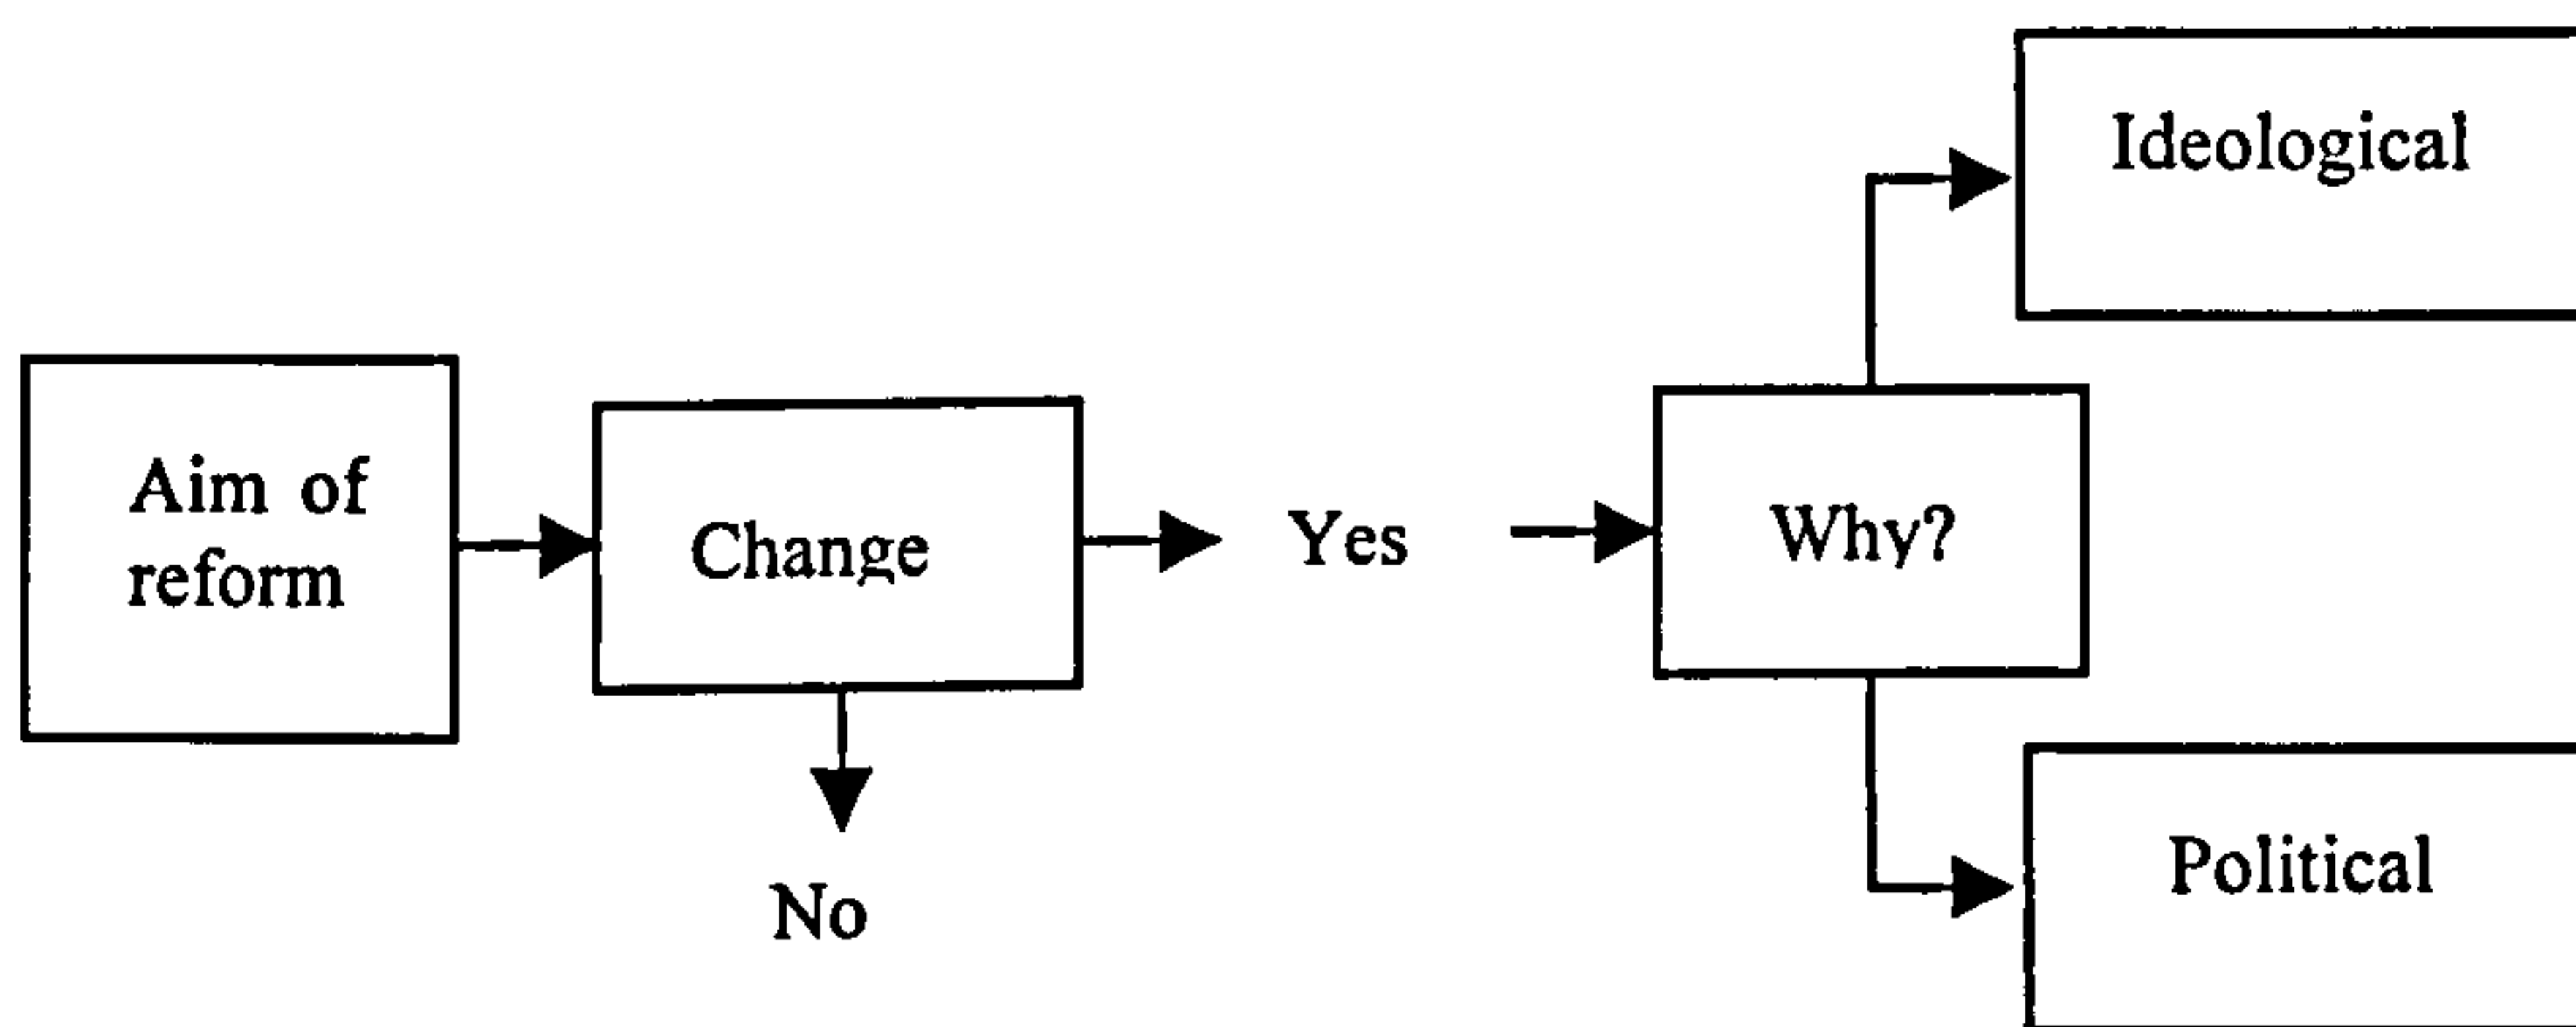 Aim of
reform
Change
No
Yes
Why?
Ideological
Political